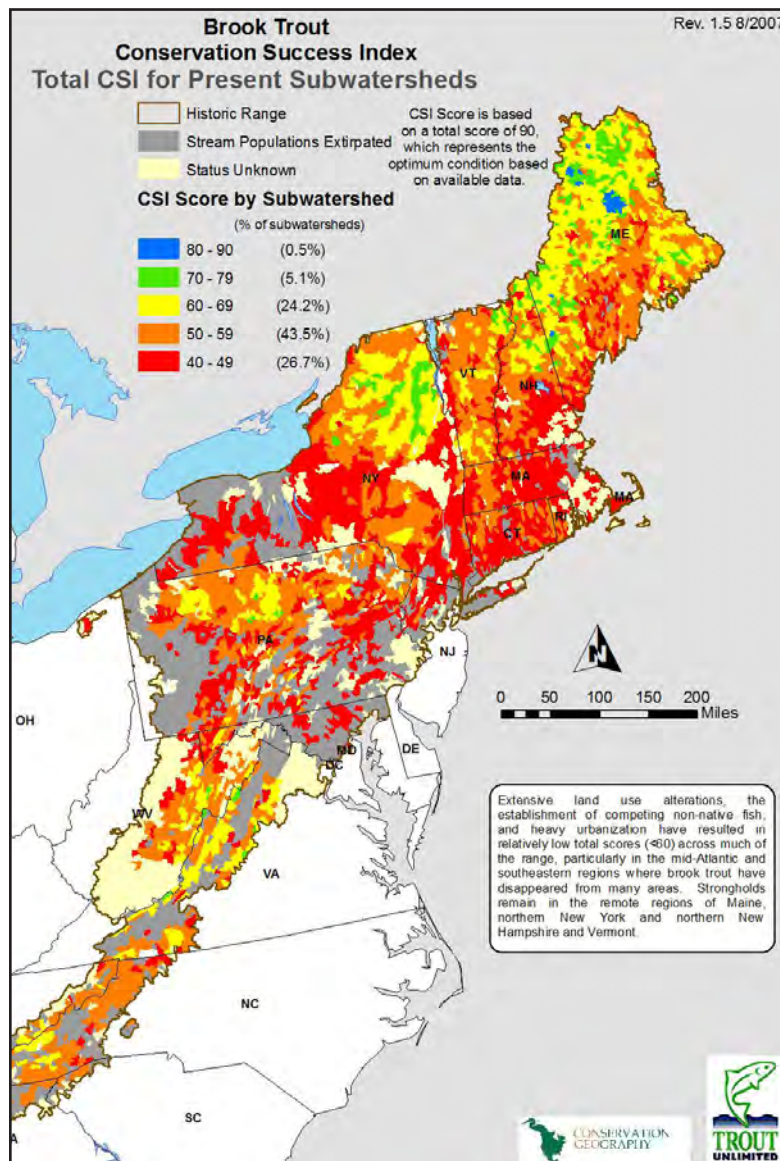 Brook Trout
Conservation Success Index
Total CSI for Present Subwatersheds
Rev. 1.5 8/2007
Historic Range
Stream Populations Extirpated
Status Unknown
CSI Score is based
on a total score of 90,
which represents the
optimum condition based
on available data.
CSI Score by Subwatershed
(% of subwatersheds)
80 - 90 (0.5%)
70 - 79 (5.1%)
60 - 69 (24.2%)
50 - 59 (43.5%)
40 - 49 (26.7%)
ME
VT
NH
NY
MA
MA
CT
RI
PA
NJ
OH
MD
DE
DC
WV
VA
NC
SC
A
N
0 50 100 150 200
Miles
Extensive land use alterations, the
establishment of competing non-native fish,
and heavy urbanization have resulted in
relatively low total scores (<60) across much of
the range, particularly in the mid-Atlantic and
southeastern regions where brook trout have
disappeared from many areas. Strongholds
remain in the remote regions of Maine,
northern New York and northern New
Hampshire and Vermont.
CONSERVATION
GEOGRAPHY
TROUT
UNLIMITED